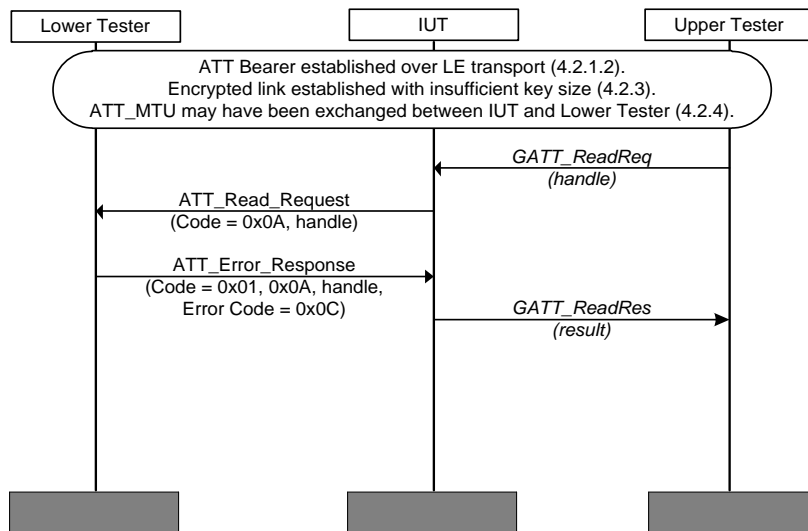 Lower Tester
IUT
Upper Tester
ATT Bearer established over LE transport (4.2.1.2).
Encrypted link established with insufficient key size (4.2.3).
ATT_MTU may have been exchanged between IUT and Lower Tester (4.2.4).
GATT_ReadReq
(handle)
ATT_Read_Request
(Code = 0x0A, handle)
ATT_Error_Response
(Code = 0x01, 0x0A, handle,
Error Code = 0x0C)
GATT_ReadRes
(result)